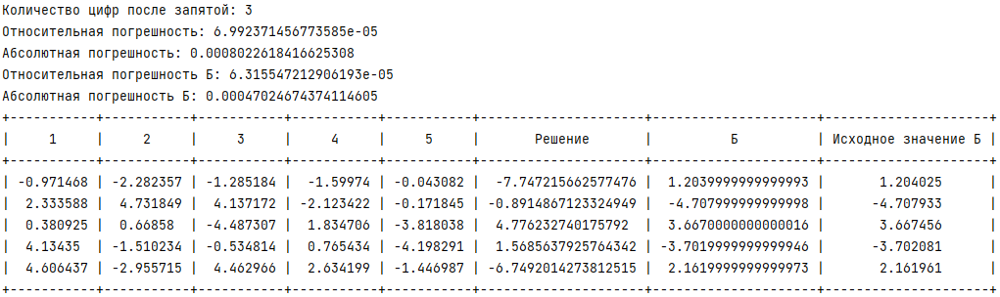 Количество цифр после запятой: 3
Относительная погрешность: 6.992371456773585e-05
Абсолютная погрешность: 0.0008022618416625308
Относительная погрешность Б: 6.315547212906193e-05
Абсолютная погрешность Б: 0.00047024674374114605
+-----------+-----------+-----------+-----------+-----------+---------------------+---------------------+---------------------+
|     1     |     2     |     3     |     4     |     5     |       Решение       |          Б          | Исходное значение Б |
+-----------+-----------+-----------+-----------+-----------+---------------------+---------------------+---------------------+
| -0.971468 | -2.282357 | -1.285184 |  -1.59974 | -0.043082 |  -7.747215662577476 |  1.2039999999999993 |       1.204025      |
|  2.333588 |  4.731849 |  4.137172 | -2.123422 | -0.171845 | -0.8914867123324949 |  -4.707999999999998 |      -4.707933      |
|  0.380925 |  0.66858  | -4.487307 |  1.834706 | -3.818038 |  4.776232740175792  |  3.6670000000000016 |       3.667456      |
|  4.13435  | -1.510234 | -0.534814 |  0.765434 | -4.198291 |  1.5685637925764342 | -3.7019999999999946 |      -3.702081      |
|  4.606437 | -2.955715 |  4.462966 |  2.634199 | -1.446987 | -6.7492014273812515 |  2.1619999999999973 |       2.161961      |
+-----------+-----------+-----------+-----------+-----------+---------------------+---------------------+---------------------+